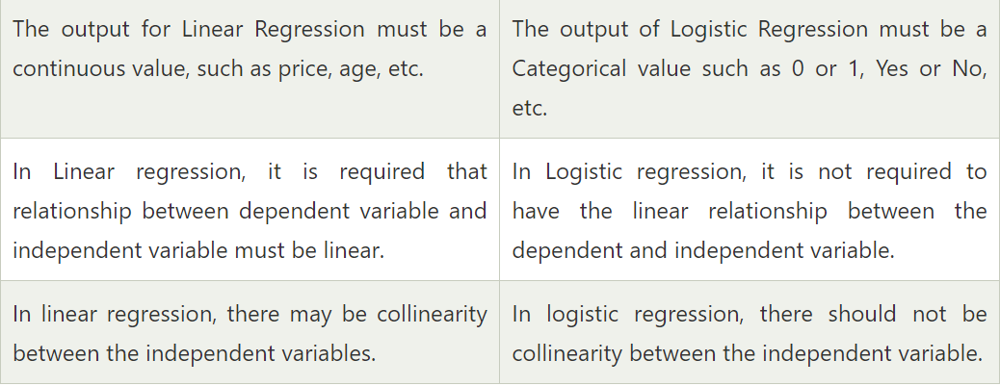 The output for Linear Regression must be a
continuous value, such as price, age, etc.
The output of Logistic Regression must be a
Categorical value such as 0 or 1, Yes or No,
etc.
In Linear regression, it is required that
relationship between dependent variable and
independent variable must be linear.
In Logistic regression, it is not required to
have the linear relationship between the
dependent and independent variable.
In linear regression, there may be collinearity
between the independent variables.
In logistic regression, there should not be
collinearity between the independent variable.